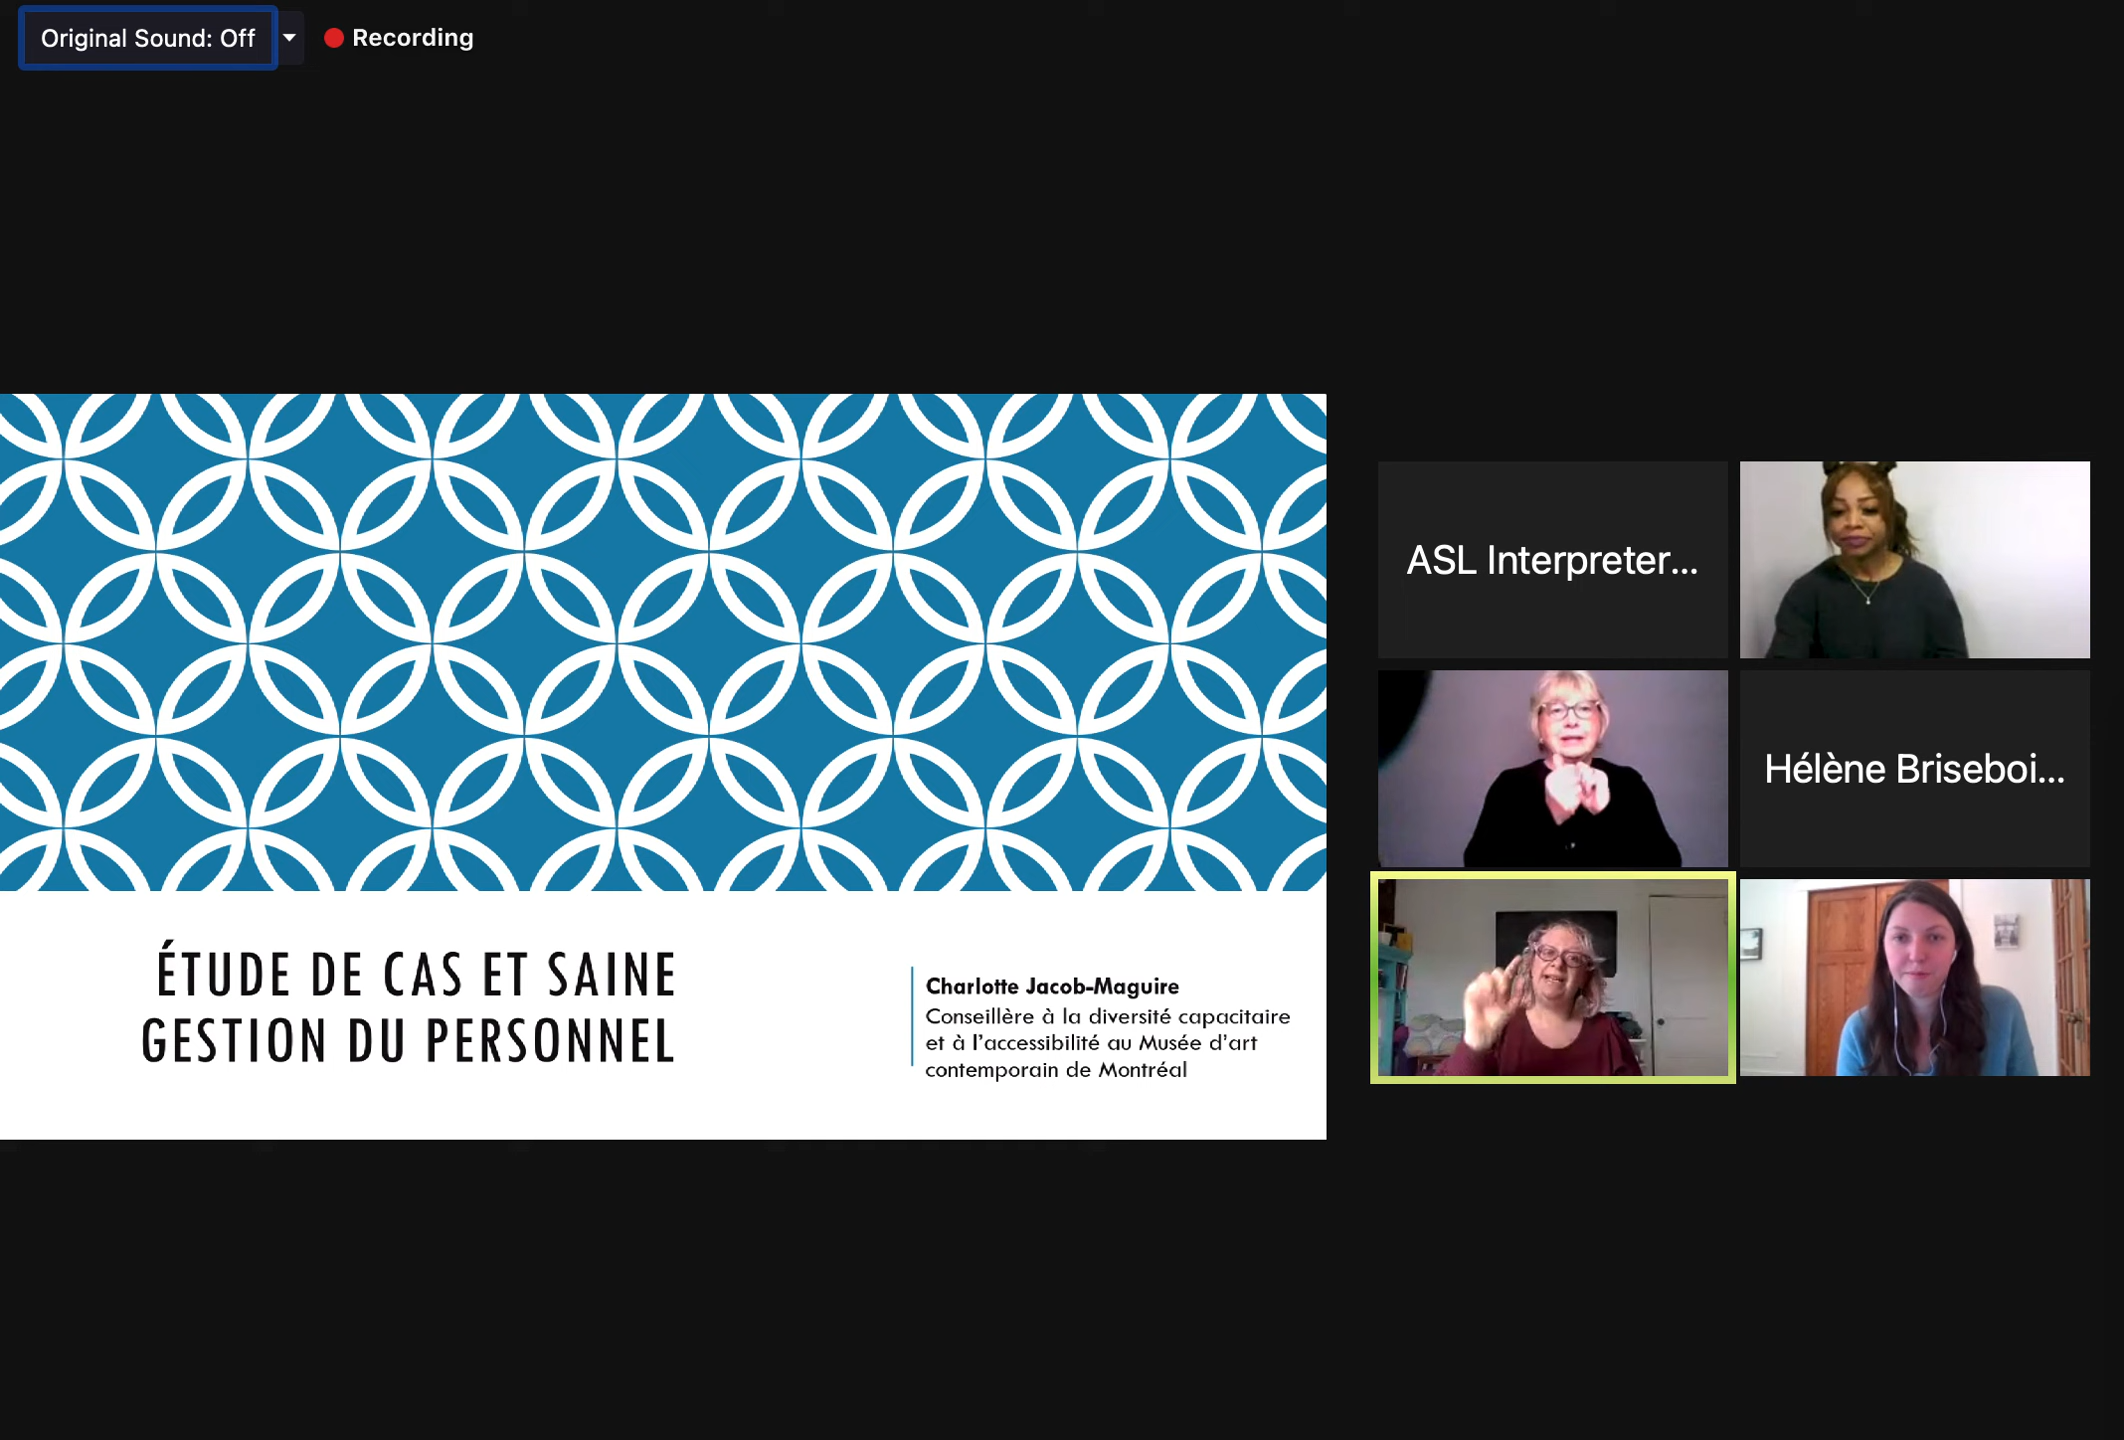 Original Sound: Off
Recording
ASL Interpreter...
Hélène Briseboi...
ÉTUDE DE CAS ET SAINE
GESTION DU PERSONNEL
Charlotte Jacob-Maguire
Conseillère à la diversité capacitaire
et à l'accessibilité au Musée d'art
contemporain de Montréal